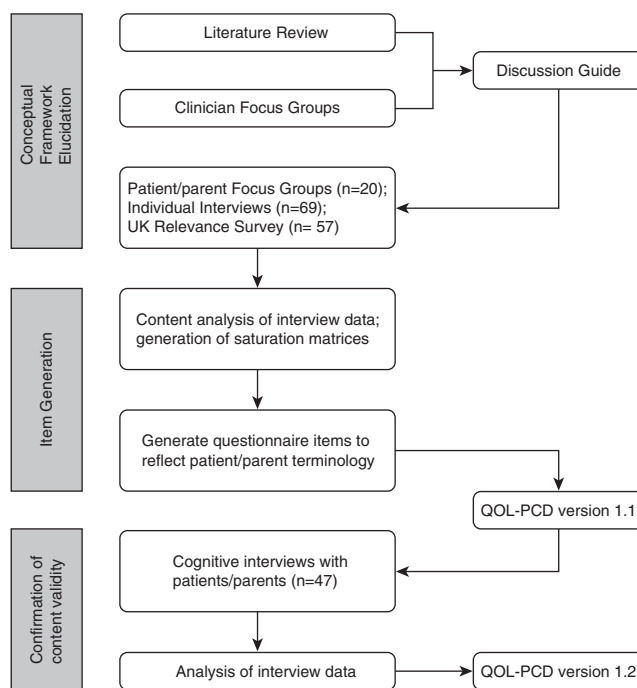 Conceptual
Framework
Elucidation
Literature Review
Clinician Focus Groups
Discussion Guide
Patient/parent Focus Groups (n=20);
Individual Interviews (n=69);
UK Relevance Survey (n= 57)
Item Generation
Content analysis of interview data;
generation of saturation matrices
Generate questionnaire items to
reflect patient/parent terminology
QOL-PCD version 1.1
Confirmation of
content validity
Cognitive interviews with
patients/parents (n=47)
Analysis of interview data
QOL-PCD version 1.2